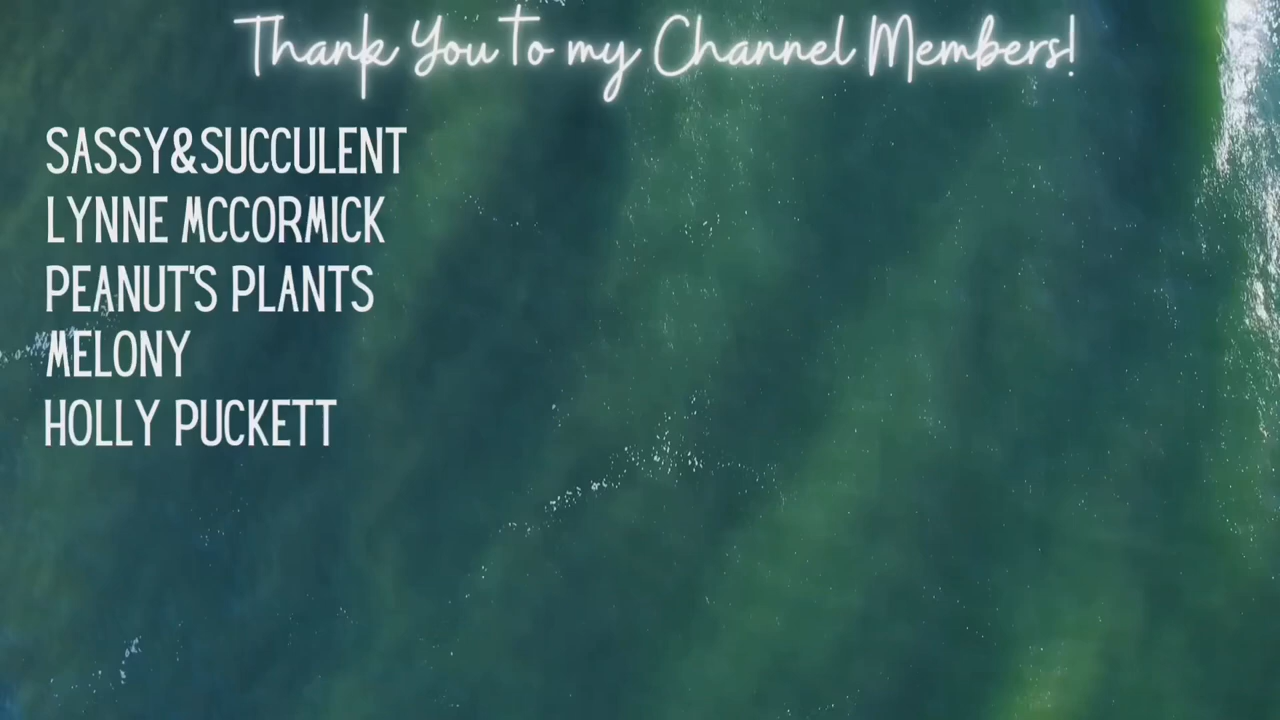 Thank You to my Channel Members!
SASSY&SUCCULENT
LYNNE MCCORMICK
PEANUT'S PLANTS
MELONY
HOLLY PUCKETT